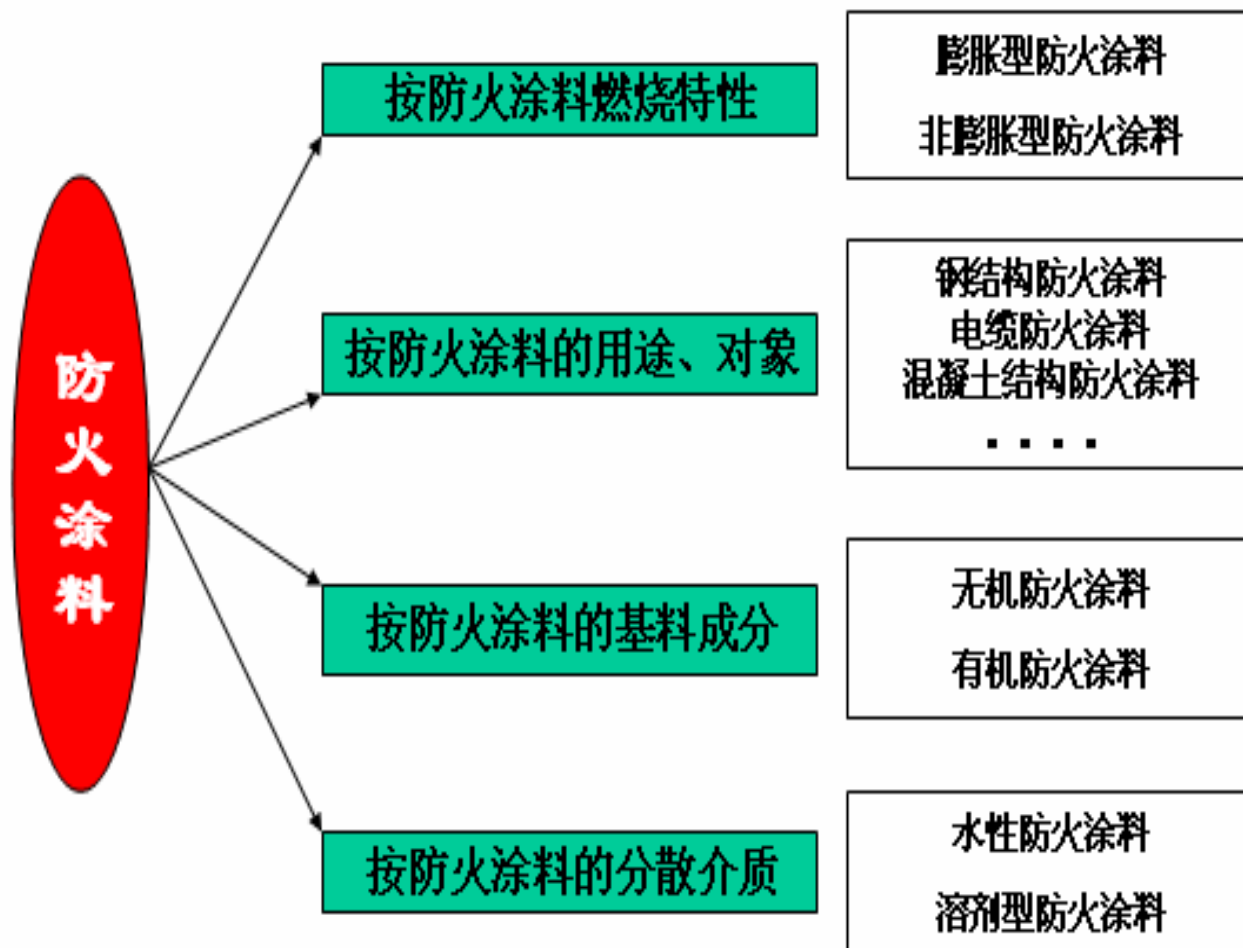 防火涂料
按防火涂料燃烧特性
膨胀型防火涂料
非膨胀型防火涂料
按防火涂料的用途、对象
钢结构防火涂料
电缆防火涂料
混凝土结构防火涂料
....
按防火涂料的基料成分
无机防火涂料
有机防火涂料
按防火涂料的分散介质
水性防火涂料
溶剂型防火涂料